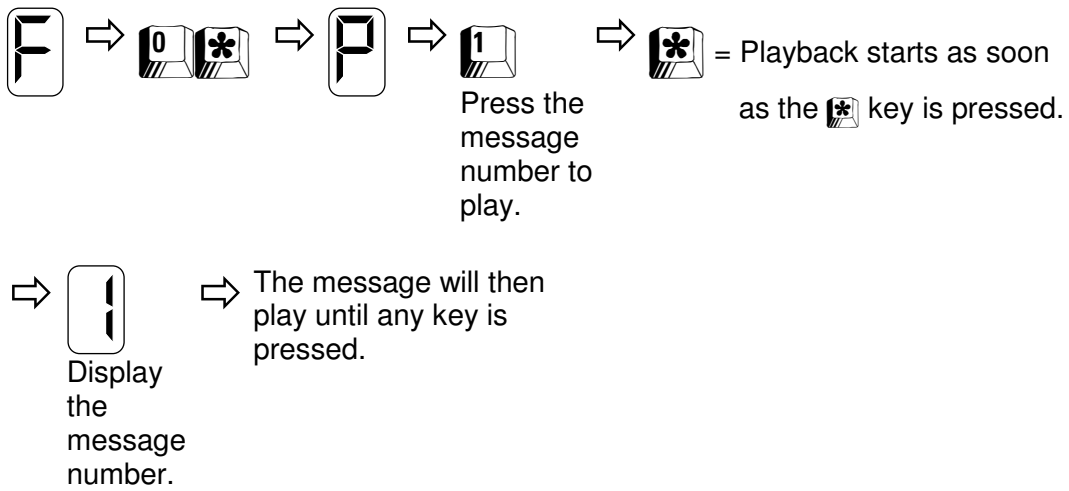 F ⇨ 0 * ⇨ P ⇨ 1 ⇨ * = Playback starts as soon
as the * key is pressed.
Press the
message
number to
play.
⇨ 1 ⇨ The message will then
play until any key is
pressed.
Display
the
message
number.